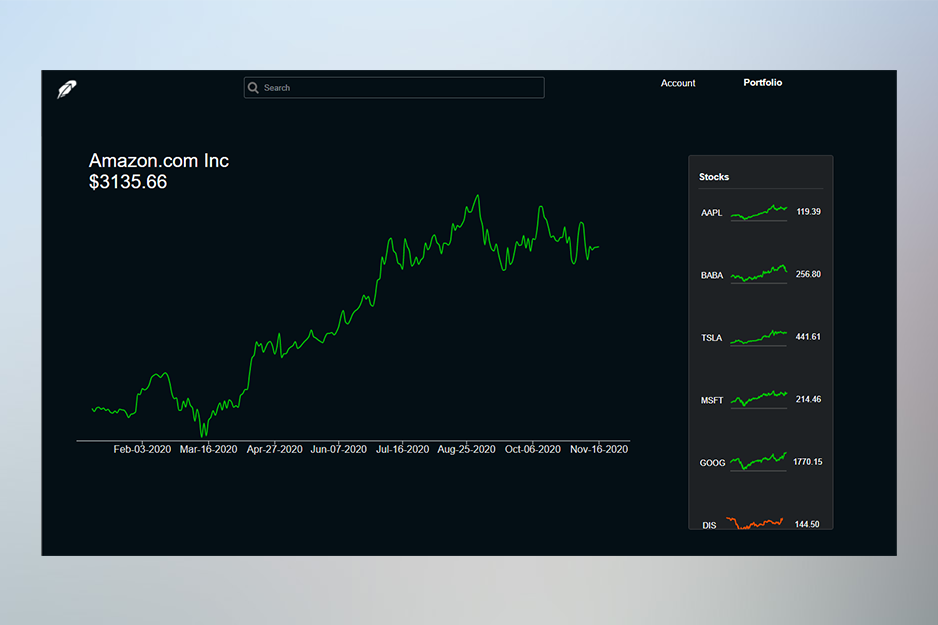 Search
Account
Portfolio
Amazon.com Inc
$3135.66
Feb-03-2020 Mar-16-2020 Apr-27-2020 Jun-07-2020 Jul-16-2020 Aug-25-2020 Oct-06-2020 Nov-16-2020
Stocks
AAPL 119.39
BABA 256.80
TSLA 441.61
MSFT 214.46
GOOG 1770.15
DIS 144.50